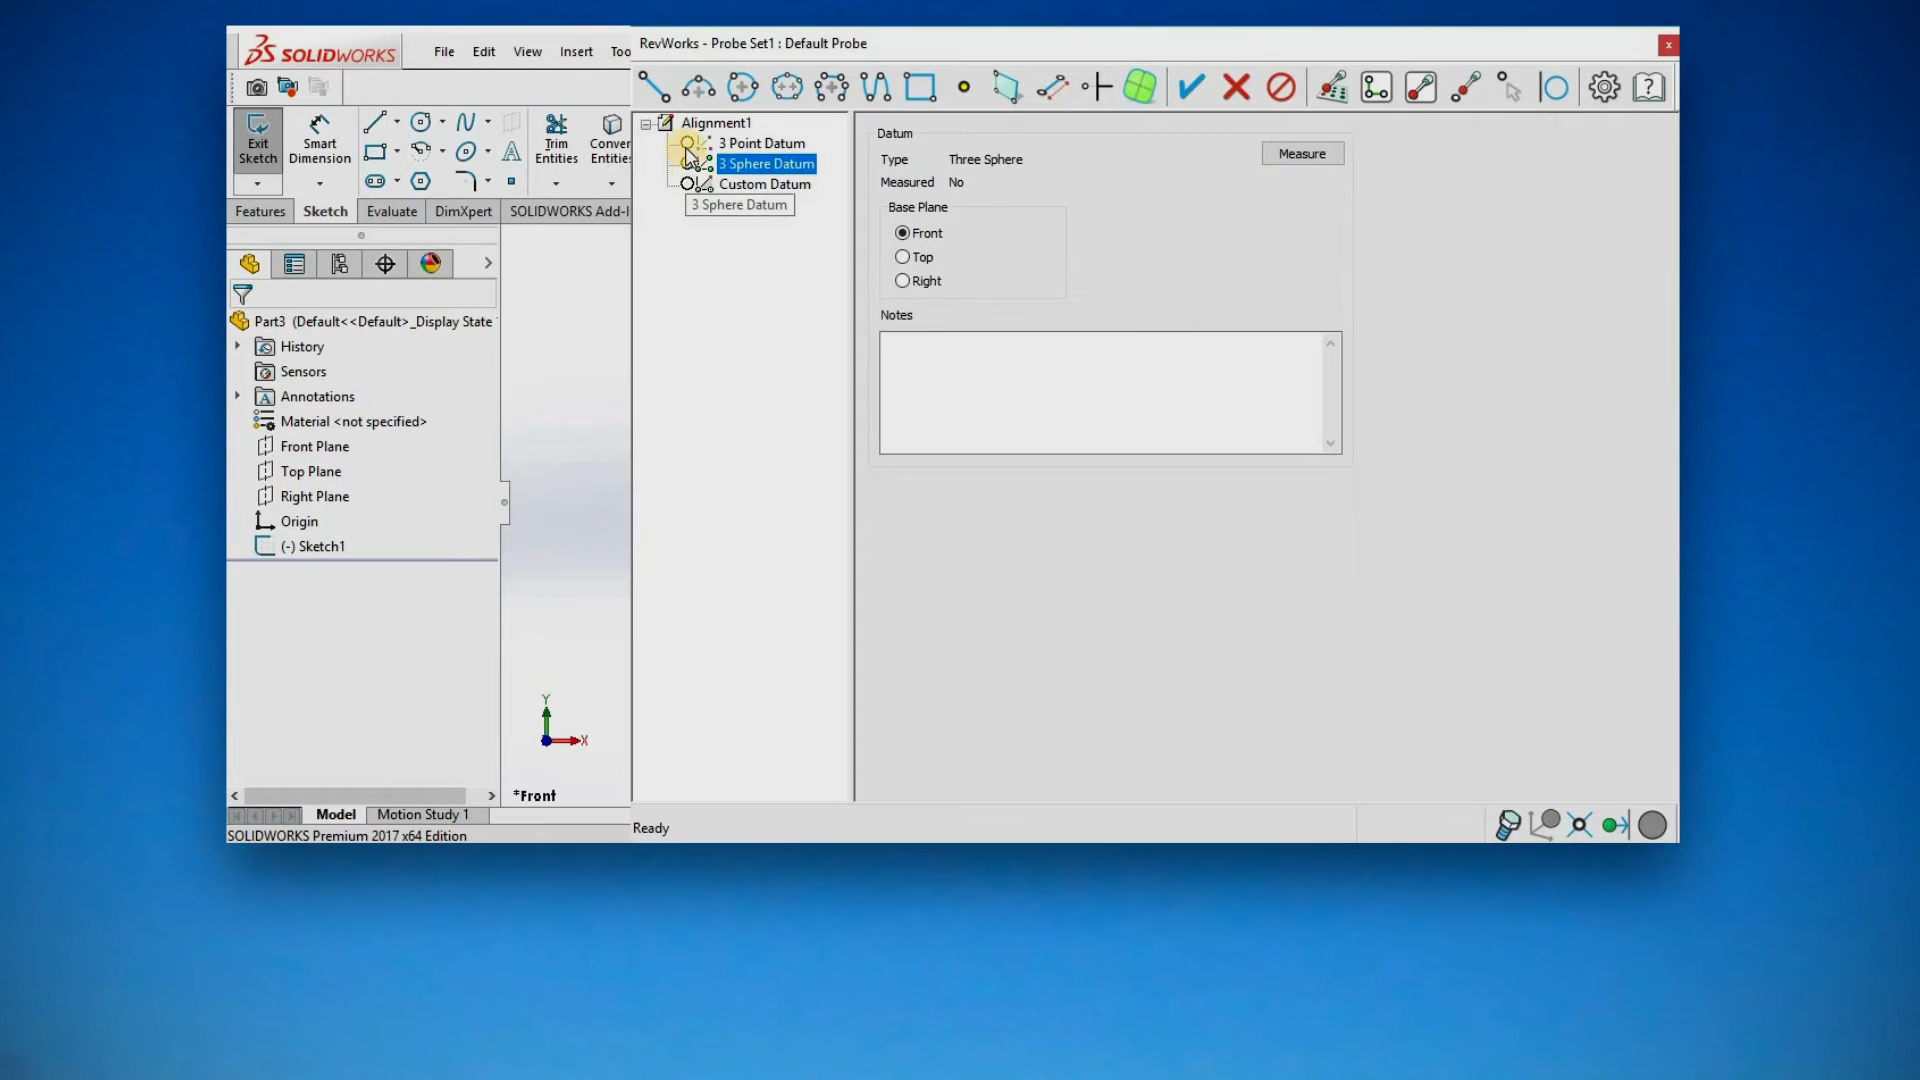 SOLIDWORKS
File Edit View Insert Too
RevWorks - Probe Set1 : Default Probe
Exit Sketch
Smart Dimension
Trim Entities
Conver Entitie
Features Sketch Evaluate DimXpert SOLIDWORKS Add-I
Part3 (Default<<Default>_Display State
History
Sensors
Annotations
Material <not specified>
Front Plane
Top Plane
Right Plane
Origin
(-) Sketch1
Y
X
*Front
Model Motion Study 1
SOLIDWORKS Premium 2017 x64 Edition
Alignment1
3 Point Datum
3 Sphere Datum
Custom Datum
3 Sphere Datum
Datum
Type Three Sphere
Measure
Measured No
Base Plane
Front
Top
Right
Notes
Ready